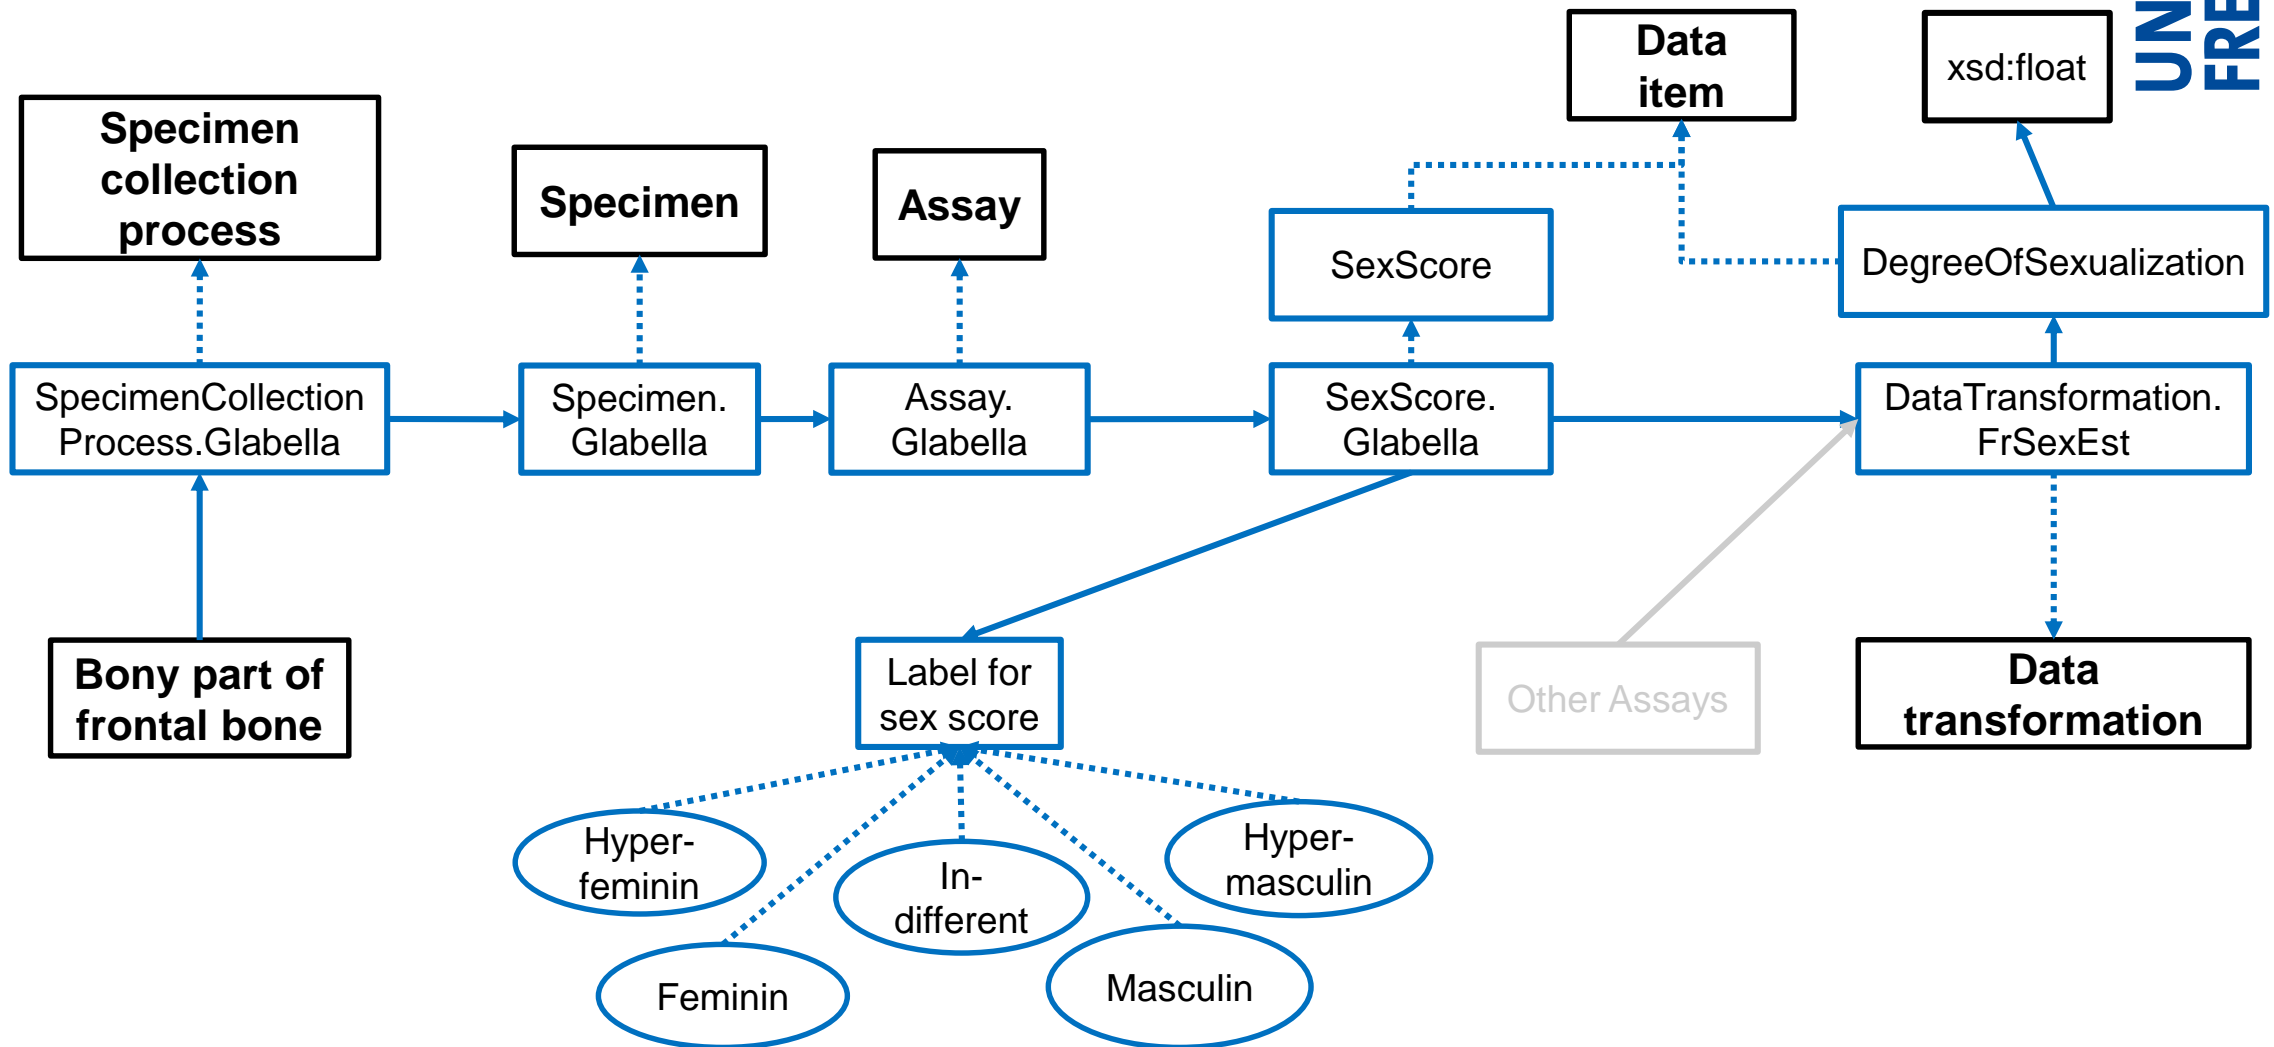 UN
FRE
Data
item
xsd:float
Specimen
collection
process
Specimen
Assay
SexScore
DegreeOfSexualization
SpecimenCollection
Process.Glabella
Specimen.
Glabella
Assay.
Glabella
SexScore.
Glabella
DataTransformation.
FrSexEst
Bony part of
frontal bone
Label for
sex score
Other Assays
Data
transformation
Hyper-
feminin
In-
different
Hyper-
masculin
Feminin
Masculin